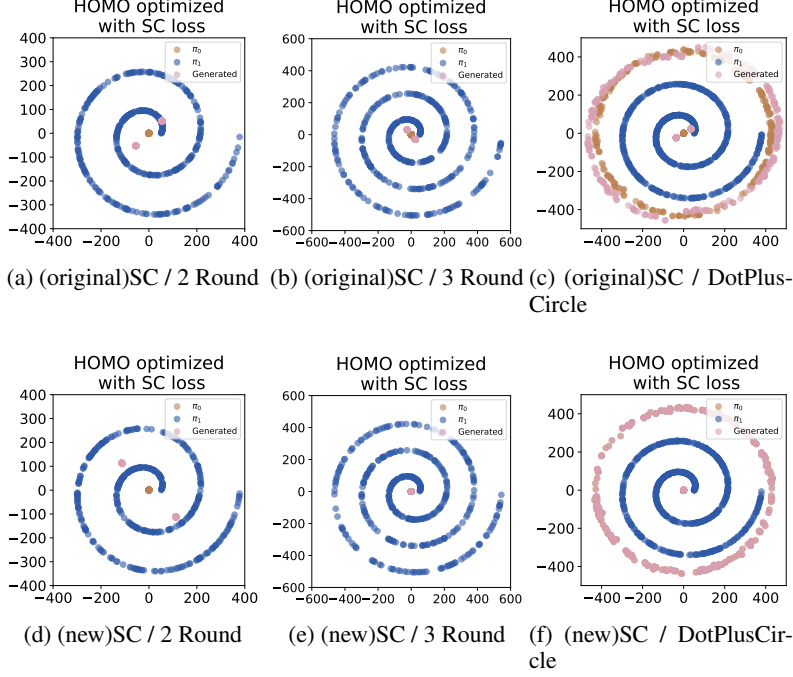 HOMO optimized
with SC loss
HOMO optimized
with SC loss
HOMO optimized
with SC loss
400
300
200
100
0
−100
−200
−300
−400
−400 −200 0 200 400
π0
π1
Generated
600
400
200
0
−200
−400
−600
−600 −400 −200 0 200 400 600
π0
π1
Generated
400
200
0
−200
−400
−400 −200 0 200 400
π0
π1
Generated
(a) (original)SC / 2 Round
(b) (original)SC / 3 Round
(c) (original)SC / DotPlus-
Circle
HOMO optimized
with SC loss
HOMO optimized
with SC loss
HOMO optimized
with SC loss
400
300
200
100
0
−100
−200
−300
−400
−400 −200 0 200 400
π0
π1
Generated
600
400
200
0
−200
−400
−600
−600 −400 −200 0 200 400 600
π0
π1
Generated
400
200
0
−200
−400
−400 −200 0 200 400
π0
π1
Generated
(d) (new)SC / 2 Round
(e) (new)SC / 3 Round
(f) (new)SC / DotPlusCir-
cle